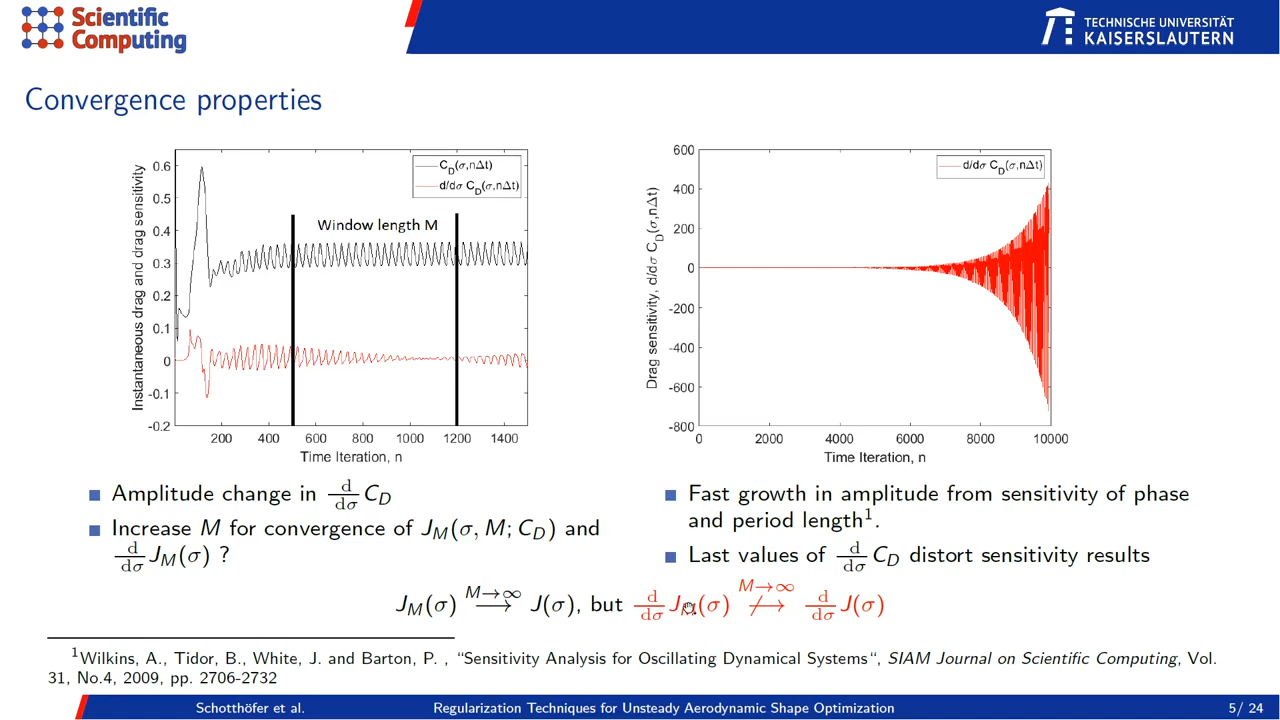 Scientific
Computing
TECHNISCHE UNIVERSITÄT
KAISERSLAUTERN
Convergence properties
Instantaneous drag and drag sensitivity
0.6
0.5
0.4
0.3
0.2
0.1
0
-0.1
-0.2
C_D(σ,nΔt)
d/dσ C_D(σ,nΔt)
Window length M
200 400 600 800 1000 1200 1400
Time Iteration, n
Drag sensitivity, d/dσ C_D(σ,nΔt)
600
400
200
0
-200
-400
-600
-800
d/dσ C_D(σ,nΔt)
0 2000 4000 6000 8000 10000
Time Iteration, n
Amplitude change in d/dσ C_D
Increase M for convergence of J_M(σ, M; C_D) and
d/dσ J_M(σ) ?
Fast growth in amplitude from sensitivity of phase
and period length¹.
Last values of d/dσ C_D distort sensitivity results
J_M(σ) M→∞ ⟶ J(σ), but d/dσ J_M(σ) M→∞ ↛ d/dσ J(σ)
¹Wilkins, A., Tidor, B., White, J. and Barton, P. , “Sensitivity Analysis for Oscillating Dynamical Systems“, SIAM Journal on Scientific Computing, Vol.
31, No.4, 2009, pp. 2706-2732
Schotthöfer et al. Regularization Techniques for Unsteady Aerodynamic Shape Optimization 5/ 24